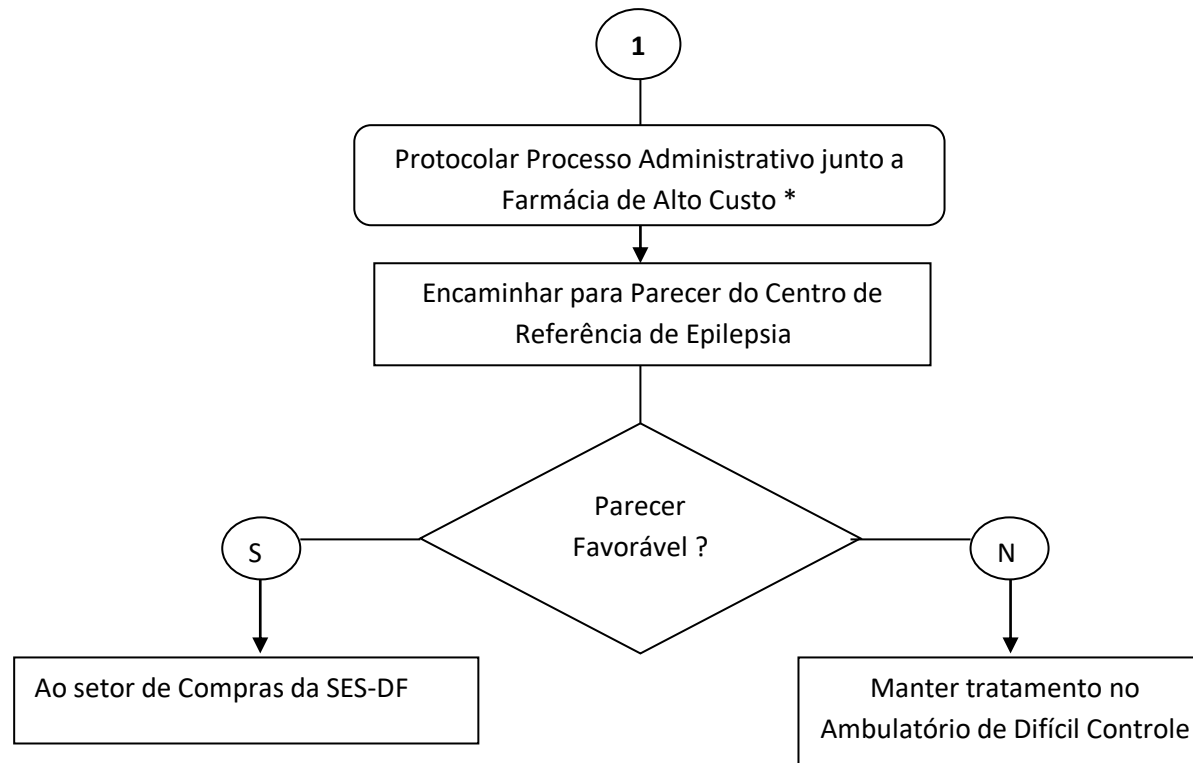 1
Protocolar Processo Administrativo junto a
Farmácia de Alto Custo *
Encaminhar para Parecer do Centro de
Referência de Epilepsia
Parecer
Favorável ?
S
N
Ao setor de Compras da SES-DF
Manter tratamento no
Ambulatório de Difícil Controle